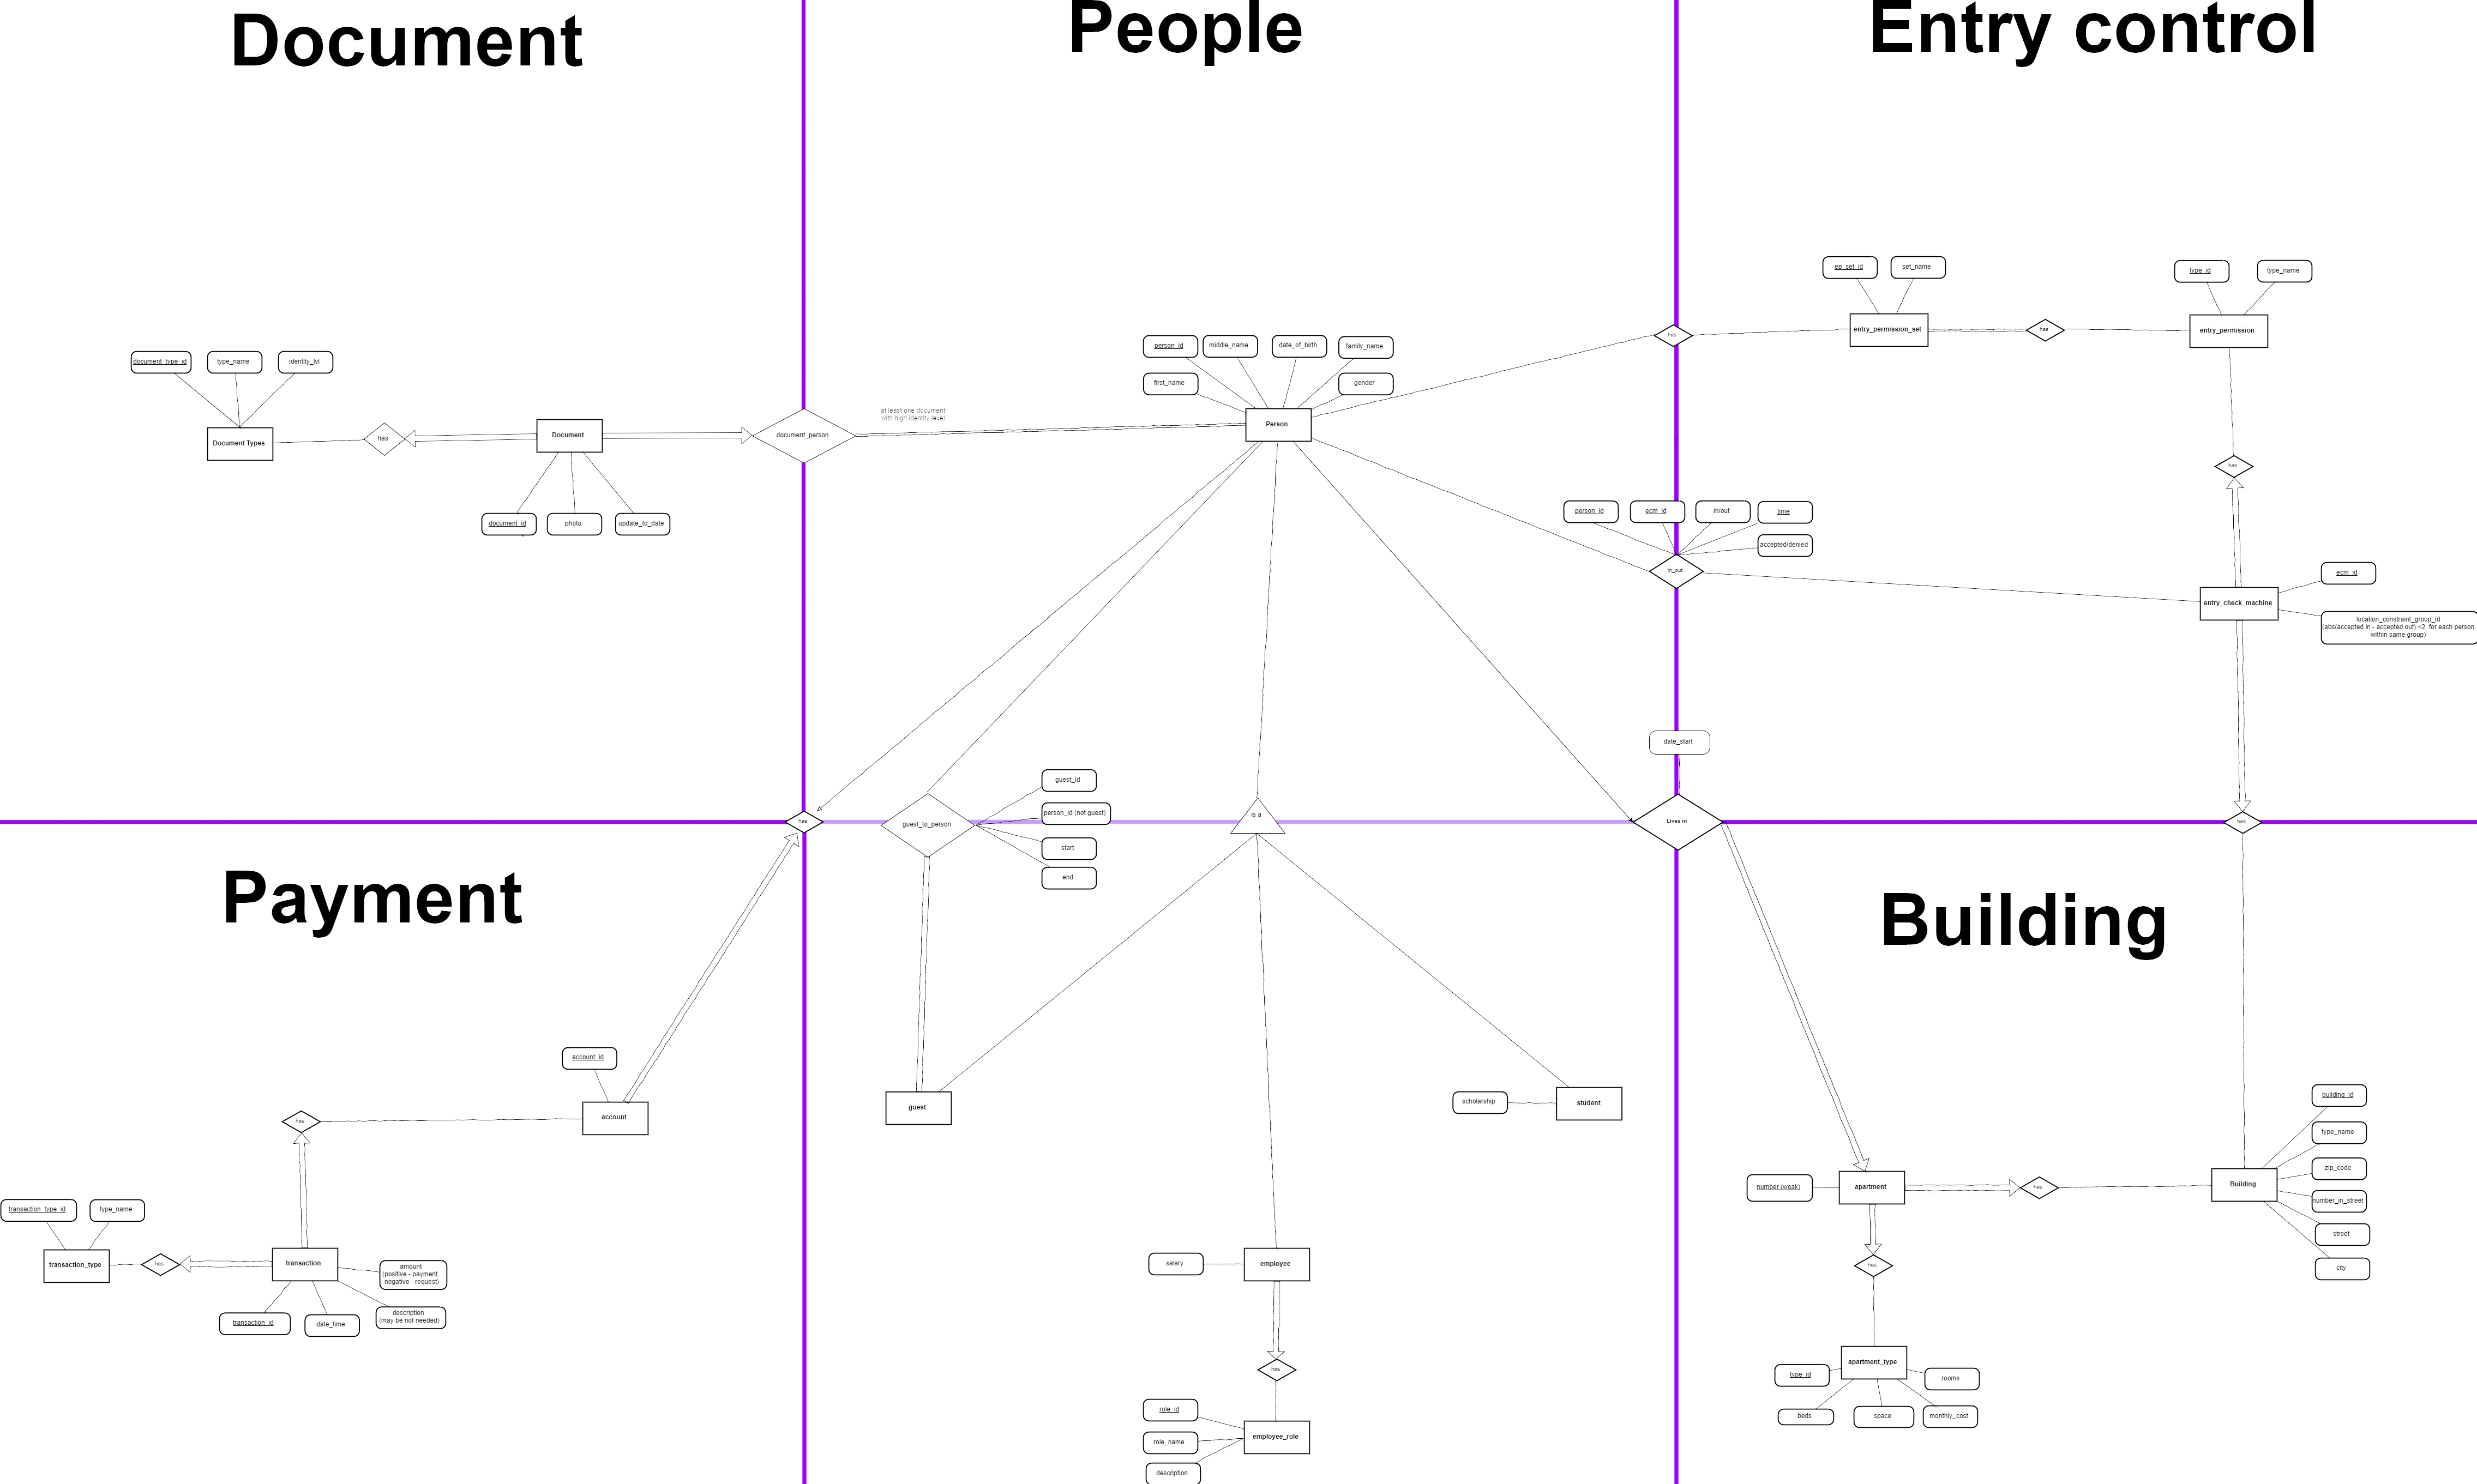 Document
People
Entry control
document_type_id
type_name
identity_lvl
Document Types
has
Document
document_id
photo
update_to_date
document_person
at least one document
with high identity level
person_id
middle_name
date_of_birth
family_name
first_name
gender
Person
has
ep_set_id
set_name
entry_permission_set
has
type_id
type_name
entry_permission
has
person_id
ecm_id
in/out
time
accepted/denied
in_out
entry_check_machine
ecm_id
location_constraint_group_id
(abs(accepted in - accepted out) <2 for each person
within same group)
date_start
Lives in
has
has
guest_to_person
guest_id
person_id (not guest)
start
end
is a
Payment
Building
account_id
account
has
transaction_type_id
type_name
transaction_type
has
transaction
amount
(positive - payment,
negative - request)
description
(may be not needed)
transaction_id
date_time
guest
scholarship
student
salary
employee
has
role_id
role_name
description
employee_role
number (weak)
apartment
has
Building
building_id
type_name
zip_code
number_in_street
street
city
has
apartment_type
type_id
rooms
beds
space
monthly_cost